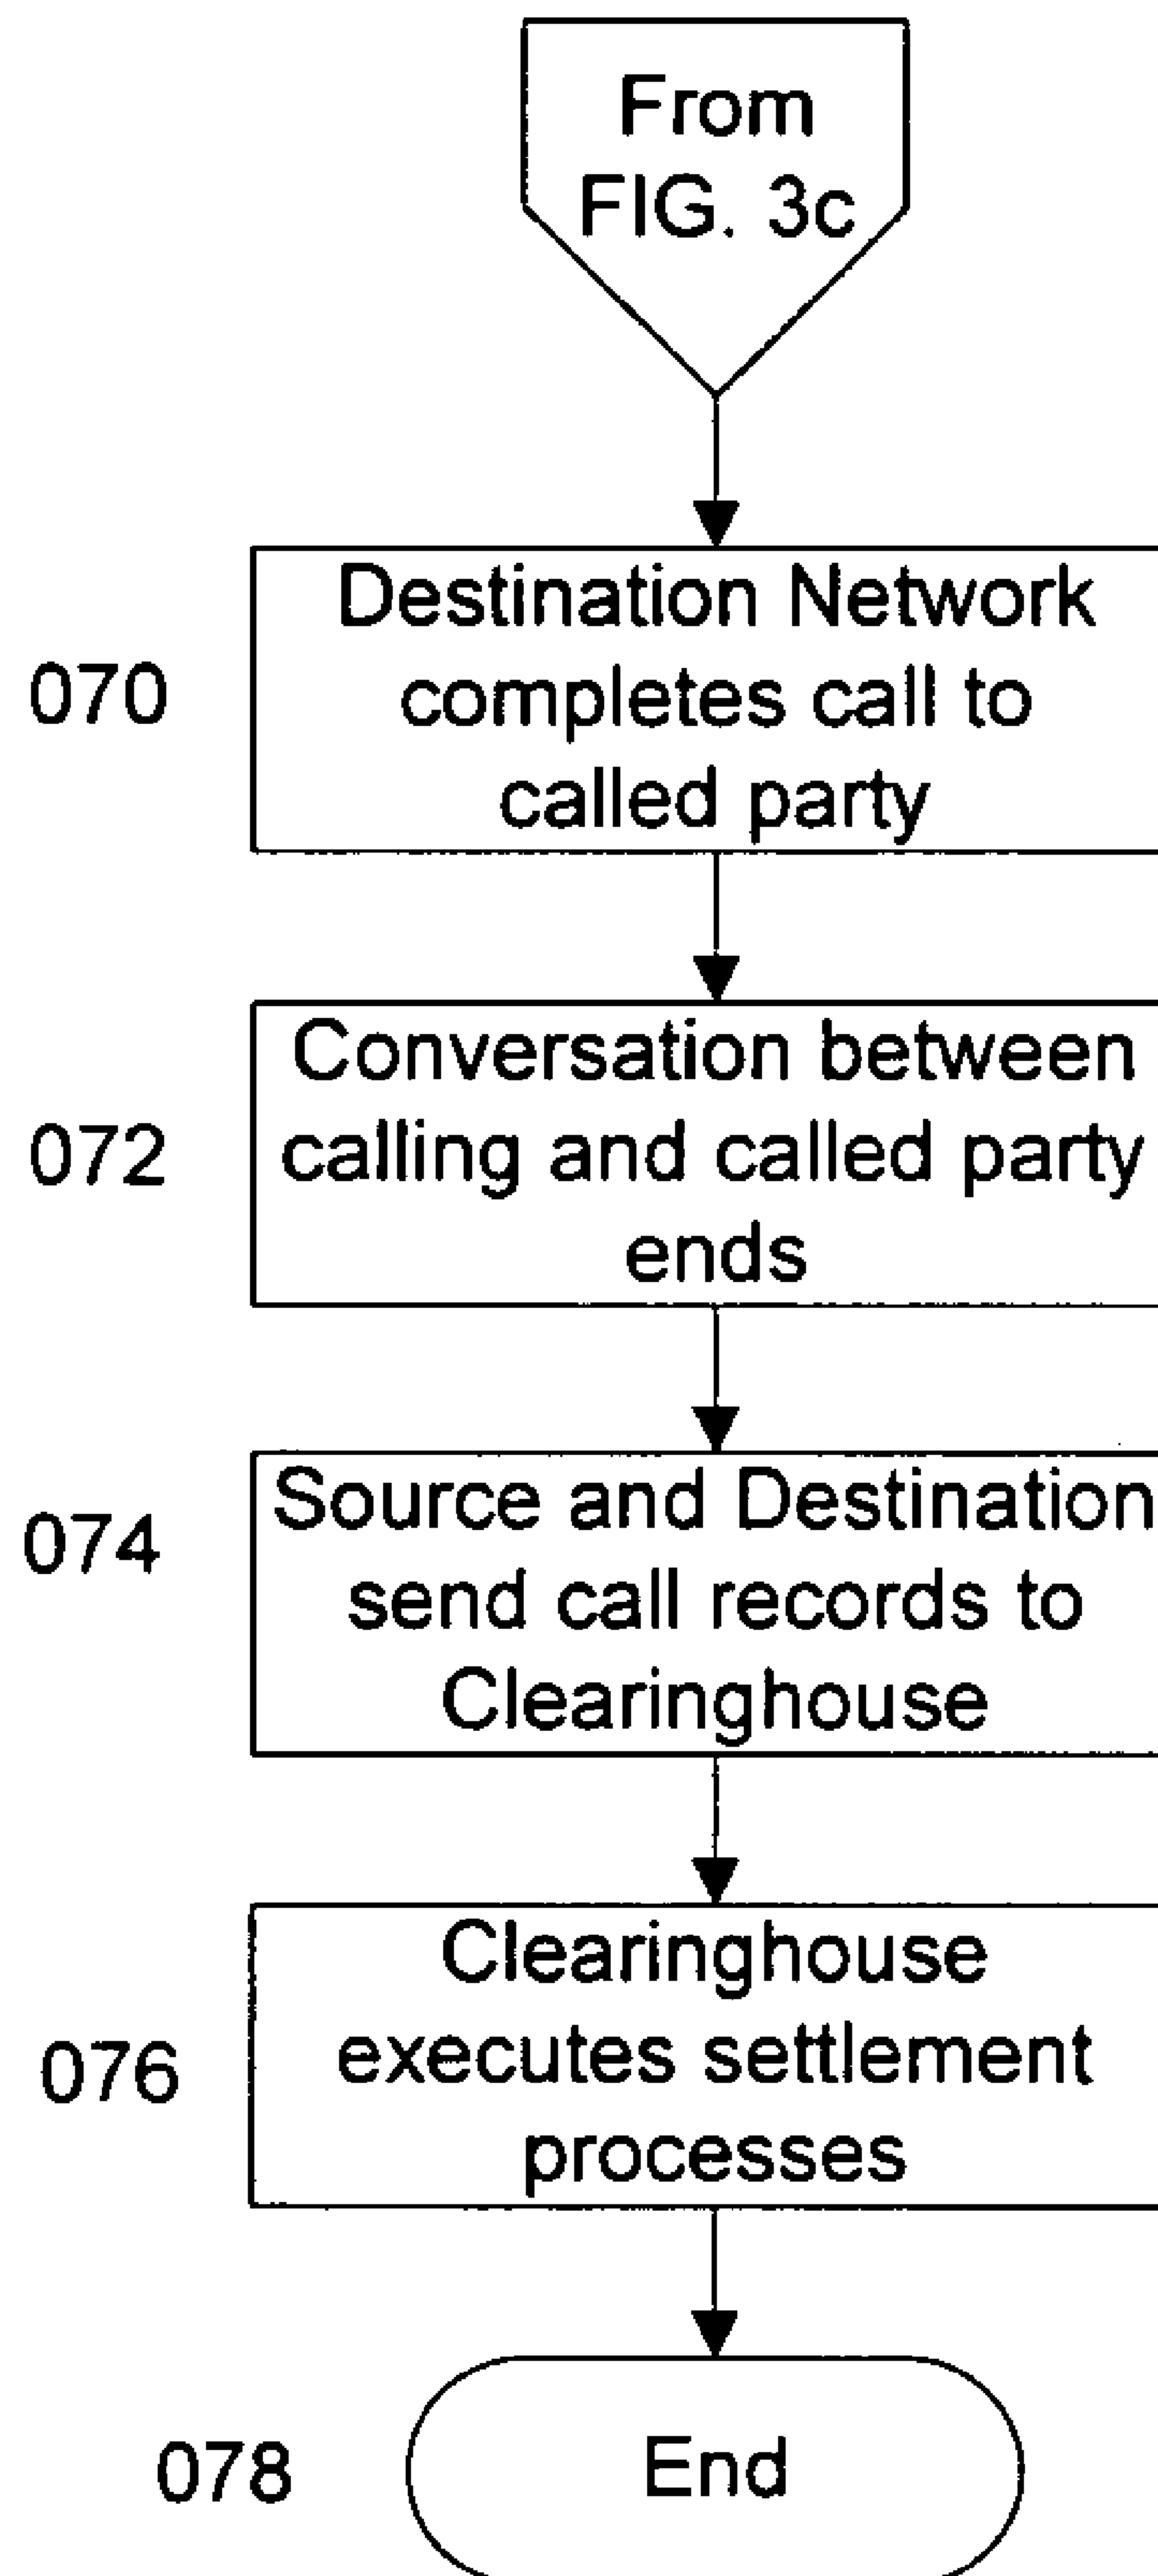 From
FIG. 3c
070
Destination Network
completes call to
called party
072
Conversation between
calling and called party
ends
074
Source and Destination
send call records to
Clearinghouse
076
Clearinghouse
executes settlement
processes
078
End